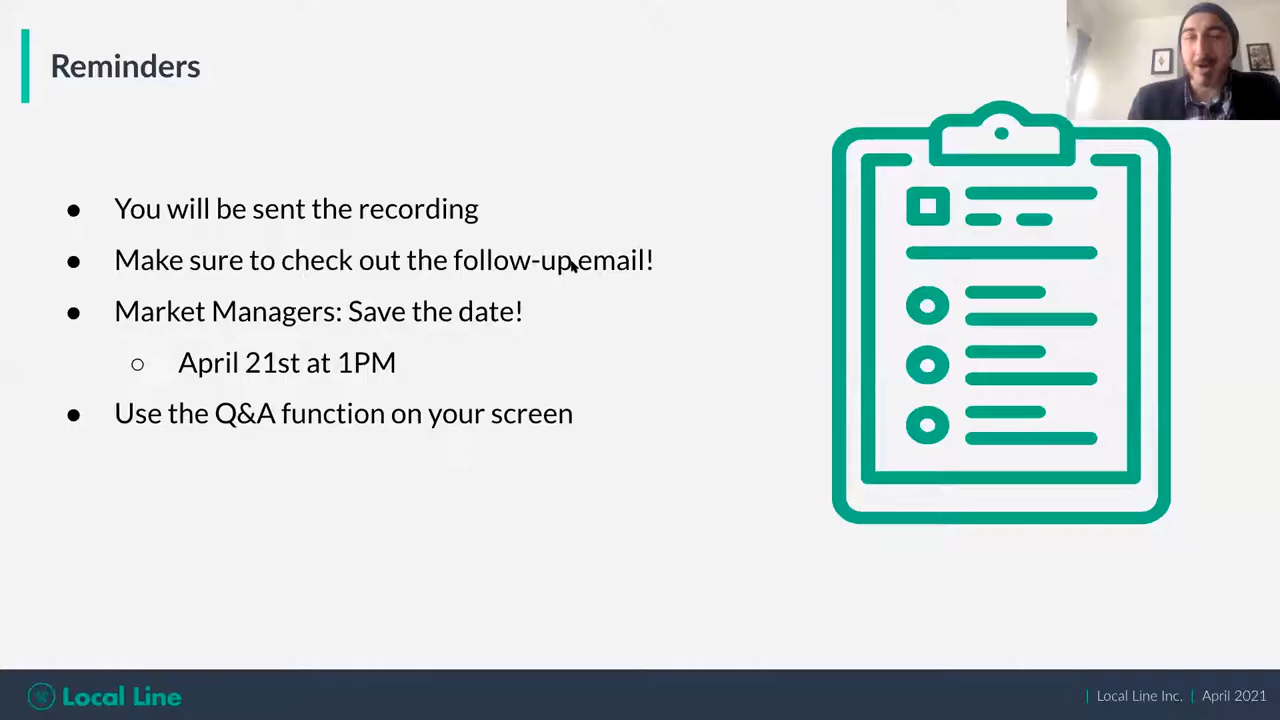 Reminders
● You will be sent the recording
● Make sure to check out the follow-up email!
● Market Managers: Save the date!
○ April 21st at 1PM
● Use the Q&A function on your screen
Local Line
| Local Line Inc. | April 2021